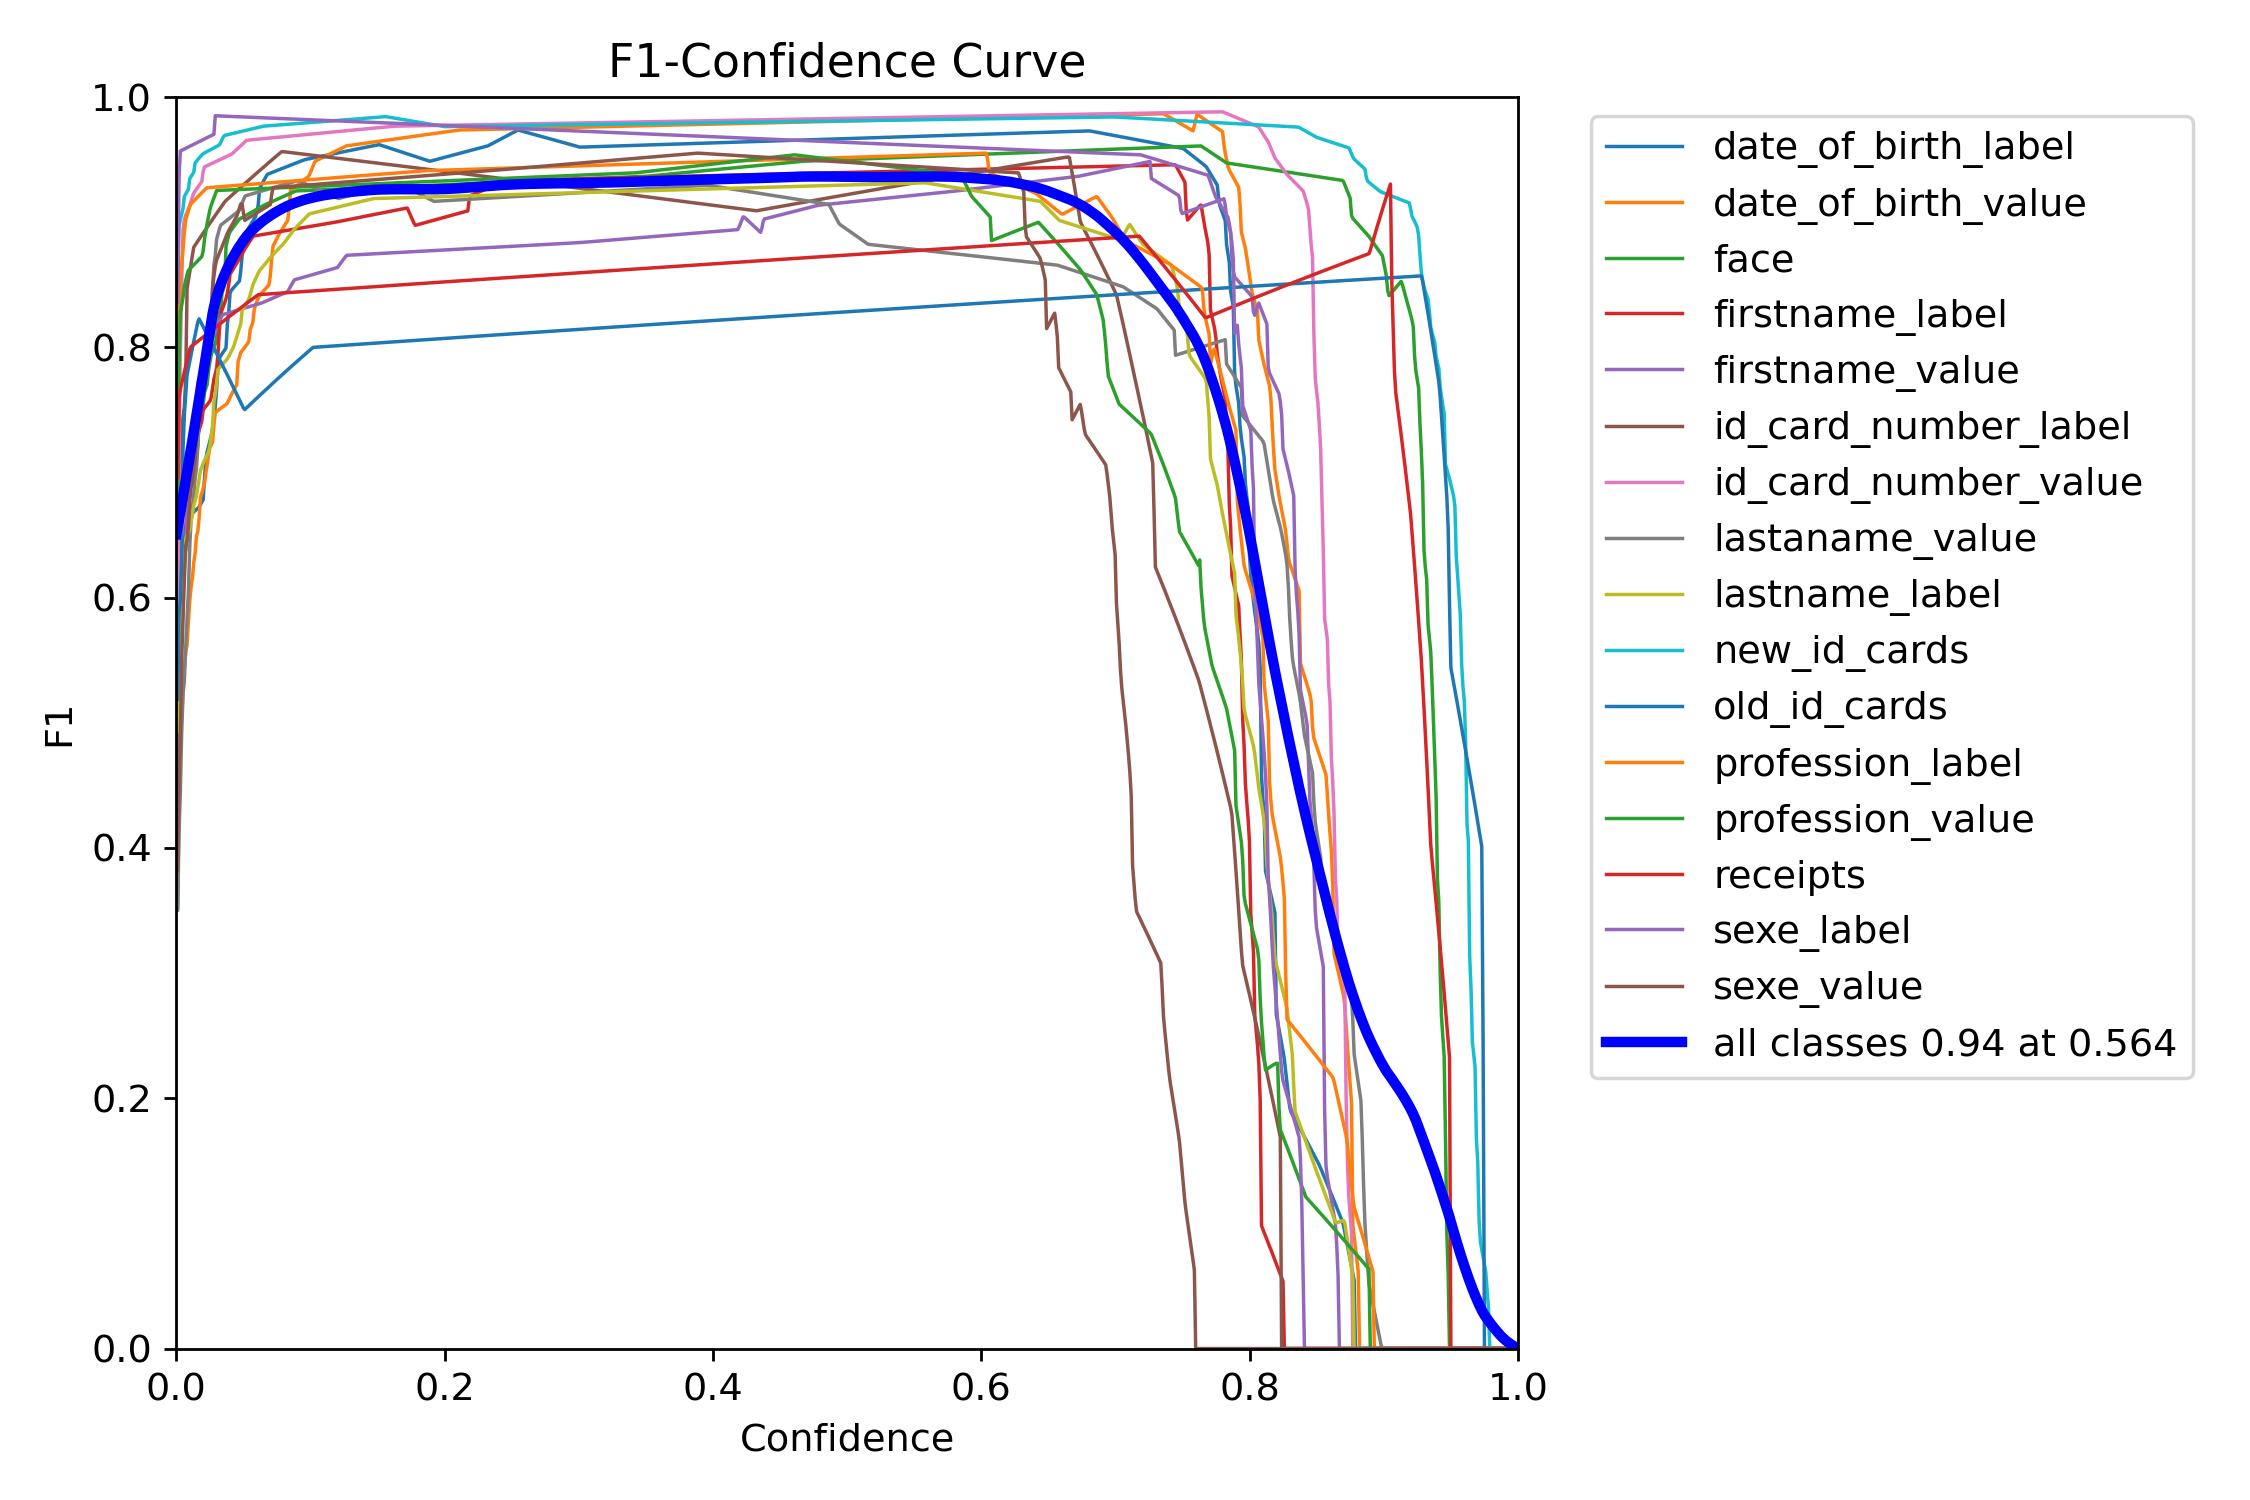 F1-Confidence Curve
1.0
0.8
0.6
0.4
0.2
0.0
F1
0.0 0.2 0.4 0.6 0.8 1.0
Confidence
date_of_birth_label
date_of_birth_value
face
firstname_label
firstname_value
id_card_number_label
id_card_number_value
lastaname_value
lastname_label
new_id_cards
old_id_cards
profession_label
profession_value
receipts
sexe_label
sexe_value
all classes 0.94 at 0.564